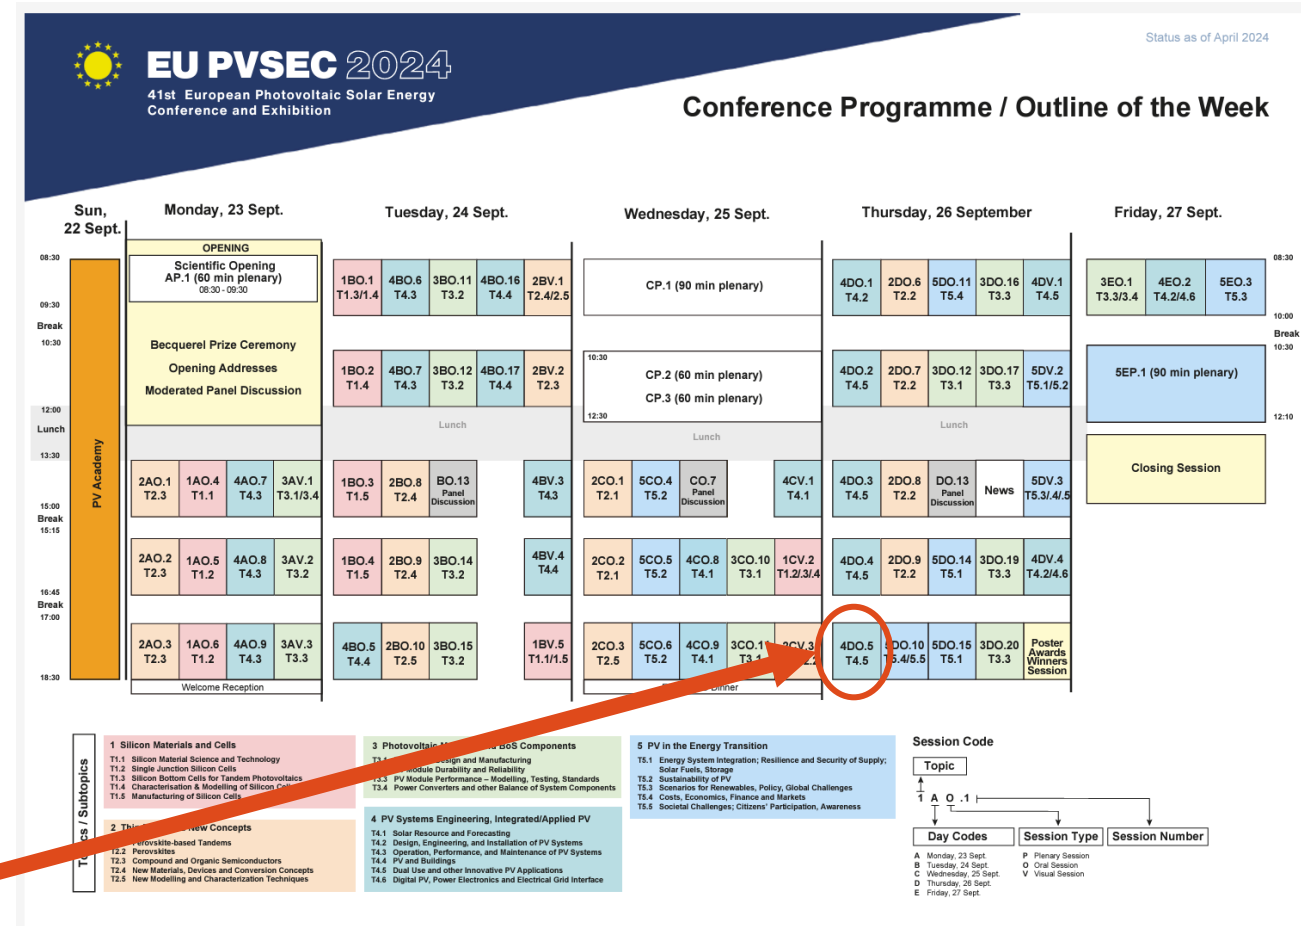 Status as of April 2024
EU PVSEC 2024
41st European Photovoltaic Solar Energy
Conference and Exhibition
Conference Programme / Outline of the Week
Sun,
22 Sept.
Monday, 23 Sept.
Tuesday, 24 Sept.
Wednesday, 25 Sept.
Thursday, 26 September
Friday, 27 Sept.
08:30
09:30
Break
10:30
12:00
Lunch
13:30
15:00
Break
15:15
16:45
Break
17:00
18:30
PV Academy
OPENING
Scientific Opening
AP.1 (60 min plenary)
08:30 - 09:30
Becquerel Prize Ceremony
Opening Addresses
Moderated Panel Discussion
2AO.1 1AO.4 4AO.7 3AV.1
T2.3 T1.1 T4.3 T3.1/3.4
2AO.2 1AO.5 4AO.8 3AV.2
T2.3 T1.2 T4.3 T3.2
2AO.3 1AO.6 4AO.9 3AV.3
T2.3 T1.2 T4.3 T3.3
Welcome Reception
1BO.1 4BO.6 3BO.11 4BO.16 2BV.1
T1.3/1.4 T4.3 T3.2 T4.4 T2.4/2.5
1BO.2 4BO.7 3BO.12 4BO.17 2BV.2
T1.4 T4.3 T3.2 T4.4 T2.3
Lunch
1BO.3 2BO.8 BO.13 4BV.3
T1.5 T2.4 Panel Discussion T4.3
1BO.4 2BO.9 3BO.14 4BV.4
T1.5 T2.4 T3.2 T4.4
4BO.5 2BO.10 3BO.15 1BV.5
T4.4 T2.5 T3.2 T1.1/1.5
CP.1 (90 min plenary)
10:30
CP.2 (60 min plenary)
CP.3 (60 min plenary)
12:30
Lunch
2CO.1 5CO.4 CO.7 4CV.1
T2.1 T5.2 Panel Discussion T4.1
2CO.2 5CO.5 4CO.8 3CO.10 1CV.2
T2.1 T5.2 T4.1 T3.1 T1.2/.3/.4
2CO.3 5CO.6 4CO.9
T2.5 T5.2 T4.1
Dinner
4DO.1 2DO.6 5DO.11 3DO.16 4DV.1
T4.2 T2.2 T5.4 T3.3 T4.5
4DO.2 2DO.7 3DO.12 3DO.17 5DV.2
T4.5 T2.2 T3.1 T3.3 T5.1/5.2
Lunch
4DO.3 2DO.8 DO.13 News 5DV.3
T4.5 T2.2 Panel Discussion T5.3/.4/.5
4DO.4 2DO.9 5DO.14 3DO.19 4DV.4
T4.5 T2.2 T5.1 T3.3 T4.2/4.6
4DO.5 5DO.10 5DO.15 3DO.20 Poster Awards Winners Session
T4.5 T5.4/5.5 T5.1 T3.3
3EO.1 4EO.2 5EO.3
T3.3/3.4 T4.2/4.6 T5.3
5EP.1 (90 min plenary)
Closing Session
08:30
10:00
Break
10:30
12:10
Topics / Subtopics
1 Silicon Materials and Cells
T1.1 Silicon Material Science and Technology
T1.2 Single Junction Silicon Cells
T1.3 Silicon Bottom Cells for Tandem Photovoltaics
T1.4 Characterisation & Modelling of Silicon Cells
T1.5 Manufacturing of Silicon Cells
2 New Concepts
Perovskite-based Tandems
T2.2 Perovskites
T2.3 Compound and Organic Semiconductors
T2.4 New Materials, Devices and Conversion Concepts
T2.5 New Modelling and Characterization Techniques
3 Photovoltaic and BoS Components
Design and Manufacturing
Module Durability and Reliability
T3.3 PV Module Performance – Modelling, Testing, Standards
T3.4 Power Converters and other Balance of System Components
4 PV Systems Engineering, Integrated/Applied PV
T4.1 Solar Resource and Forecasting
T4.2 Design, Engineering, and Installation of PV Systems
T4.3 Operation, Performance, and Maintenance of PV Systems
T4.4 PV and Buildings
T4.5 Dual Use and other Innovative PV Applications
T4.6 Digital PV, Power Electronics and Electrical Grid Interface
5 PV in the Energy Transition
T5.1 Energy System Integration; Resilience and Security of Supply;
Solar Fuels, Storage
T5.2 Sustainability of PV
T5.3 Scenarios for Renewables, Policy, Global Challenges
T5.4 Costs, Economics, Finance and Markets
T5.5 Societal Challenges; Citizens' Participation, Awareness
Session Code
Topic
1 A O .1
Day Codes Session Type Session Number
A Monday, 23 Sept.
B Tuesday, 24 Sept.
C Wednesday, 25 Sept.
D Thursday, 26 Sept.
E Friday, 27 Sept.
P Plenary Session
O Oral Session
V Visual Session